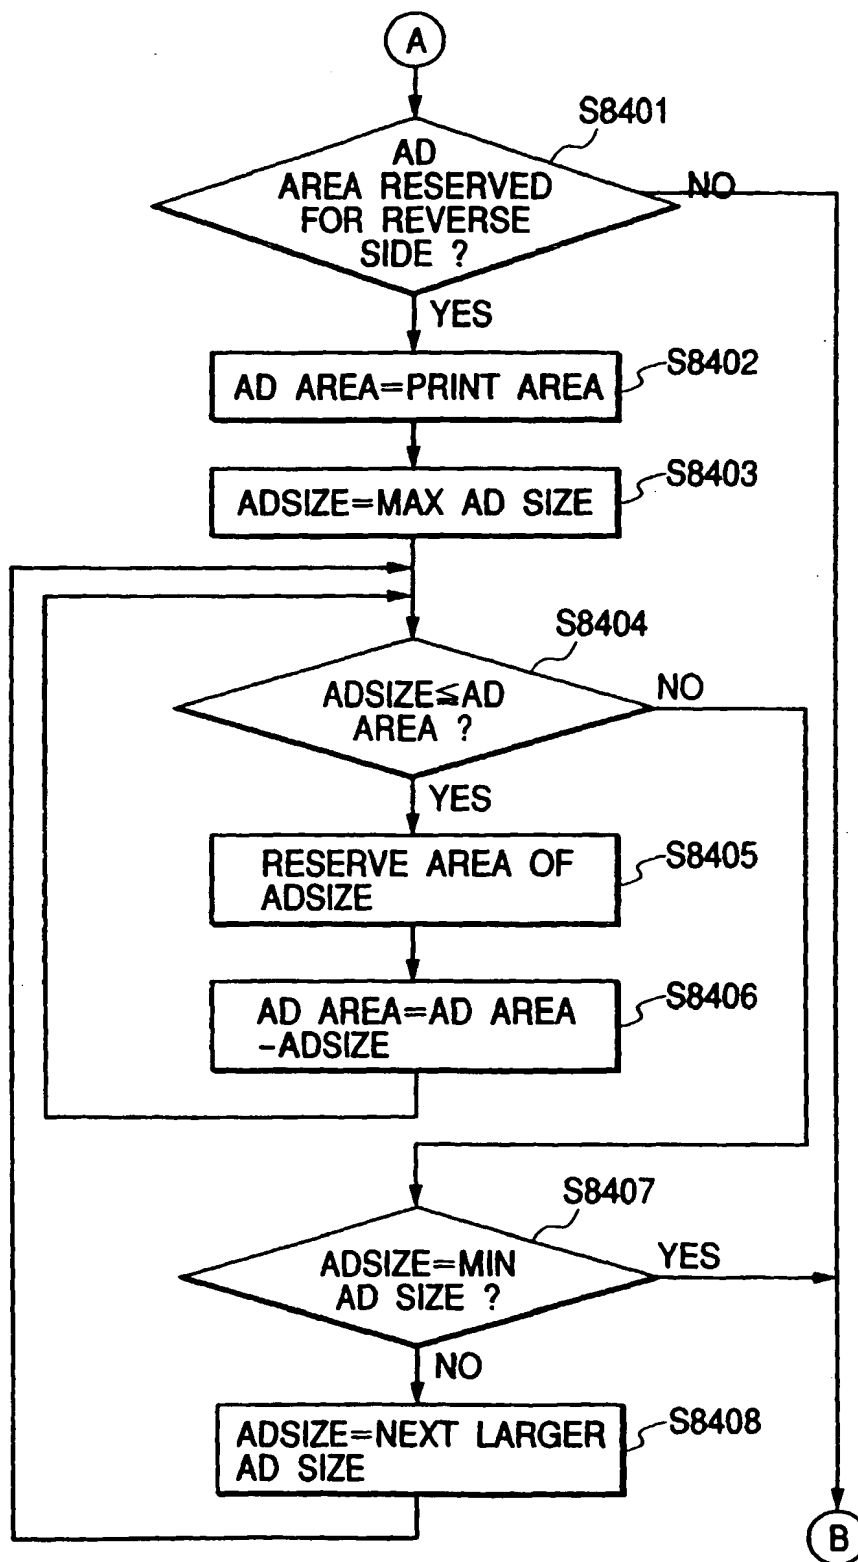 A
S8401
AD
AREA RESERVED
FOR REVERSE
SIDE ?
NO
YES
AD AREA=PRINT AREA
S8402
ADSIZE=MAX AD SIZE
S8403
S8404
ADSIZE≦AD
AREA ?
NO
YES
RESERVE AREA OF
ADSIZE
S8405
AD AREA=AD AREA
-ADSIZE
S8406
S8407
ADSIZE=MIN
AD SIZE ?
YES
NO
ADSIZE=NEXT LARGER
AD SIZE
S8408
B